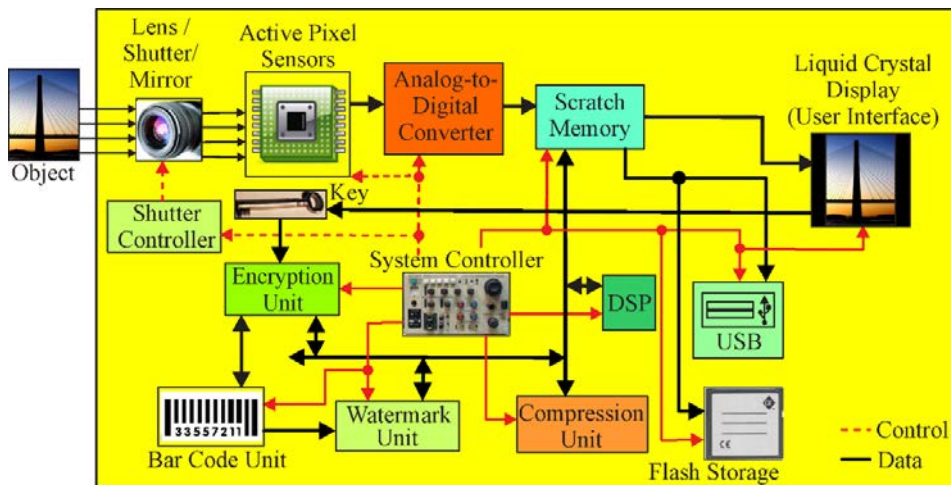 Lens /
Shutter/
Mirror
Active Pixel
Sensors
Analog-to-
Digital
Converter
Scratch
Memory
Liquid Crystal
Display
(User Interface)
Object
Key
Shutter
Controller
System Controller
Encryption
Unit
DSP
USB
33557211
Bar Code Unit
Watermark
Unit
Compression
Unit
CE
Flash Storage
Control
Data